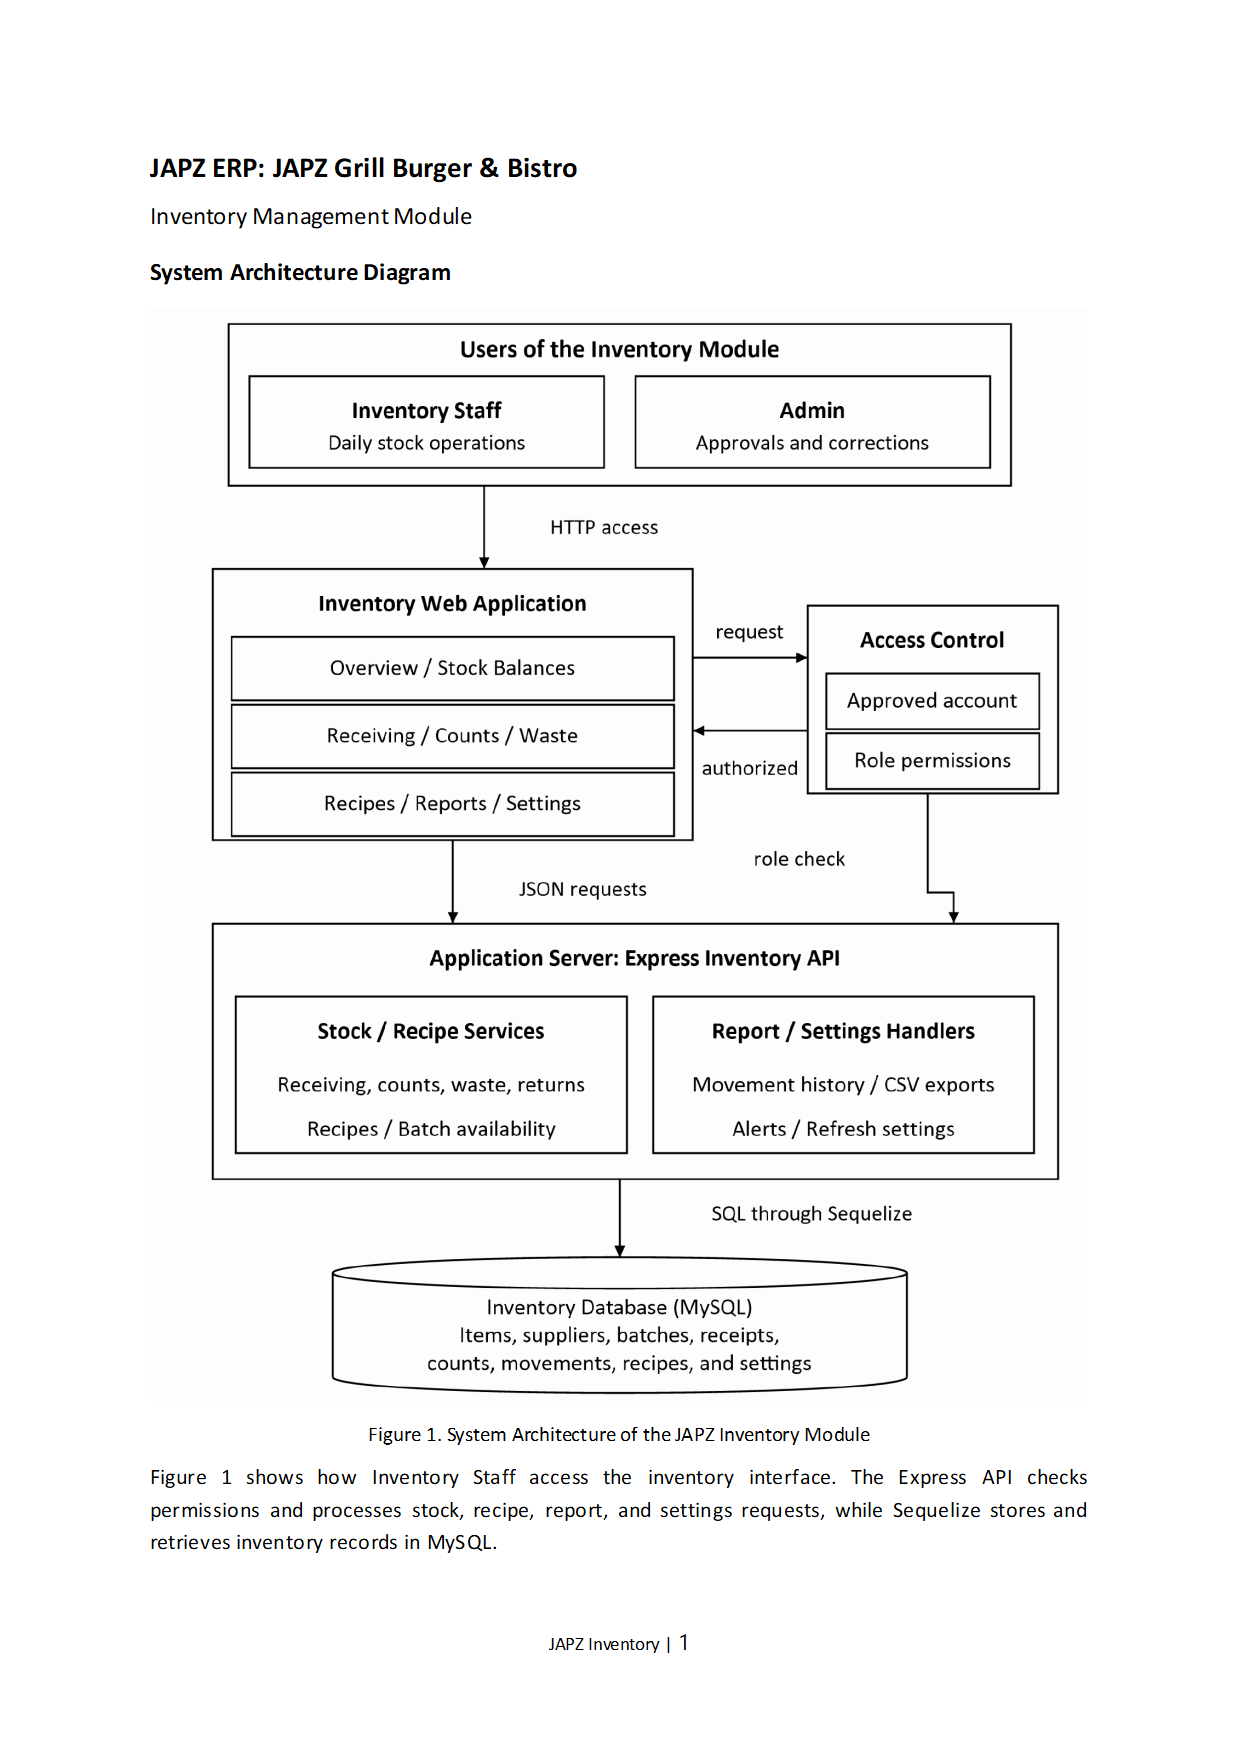 JAPZ ERP: JAPZ Grill Burger & Bistro
Inventory Management Module
System Architecture Diagram
Users of the Inventory Module
Inventory Staff
Daily stock operations
Admin
Approvals and corrections
HTTP access
Inventory Web Application
Overview / Stock Balances
Receiving / Counts / Waste
Recipes / Reports / Settings
request
authorized
Access Control
Approved account
Role permissions
role check
JSON requests
Application Server: Express Inventory API
Stock / Recipe Services
Receiving, counts, waste, returns
Recipes / Batch availability
Report / Settings Handlers
Movement history / CSV exports
Alerts / Refresh settings
SQL through Sequelize
Inventory Database (MySQL)
Items, suppliers, batches, receipts,
counts, movements, recipes, and settings
Figure 1. System Architecture of the JAPZ Inventory Module
Figure 1 shows how Inventory Staff access the inventory interface. The Express API checks
permissions and processes stock, recipe, report, and settings requests, while Sequelize stores and
retrieves inventory records in MySQL.
JAPZ Inventory | 1